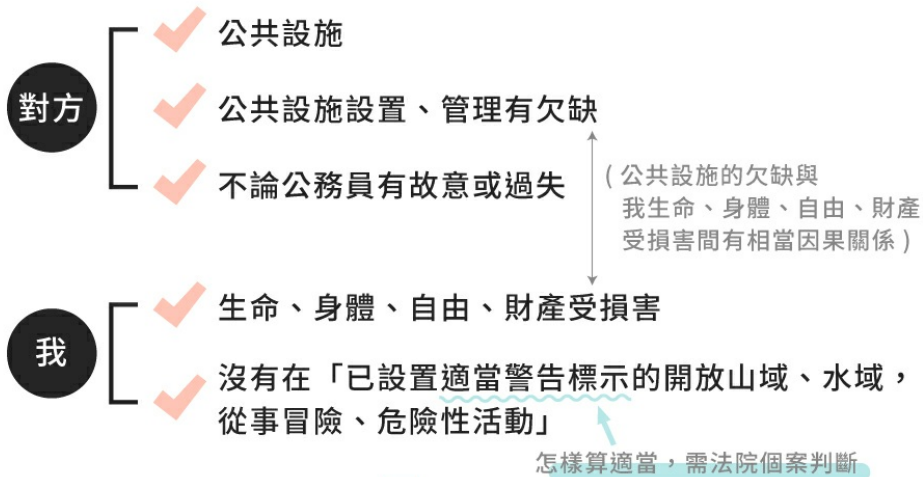 對方
公共設施
公共設施設置、管理有欠缺
不論公務員有故意或過失
( 公共設施的欠缺與
我生命、身體、自由、財產
受損害間有相當因果關係 )
我
生命、身體、自由、財產受損害
沒有在「已設置適當警告標示的開放山域、水域,
從事冒險、危險性活動」
怎樣算適當,需法院個案判斷